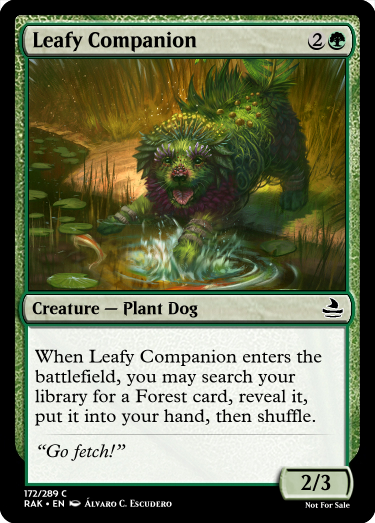 Leafy Companion 2
Creature — Plant Dog
When Leafy Companion enters the
battlefield, you may search your
library for a Forest card, reveal it,
put it into your hand, then shuffle.
“Go fetch!”
2/3
172/289 C
RAK • EN Álvaro C. Escudero
Not For Sale